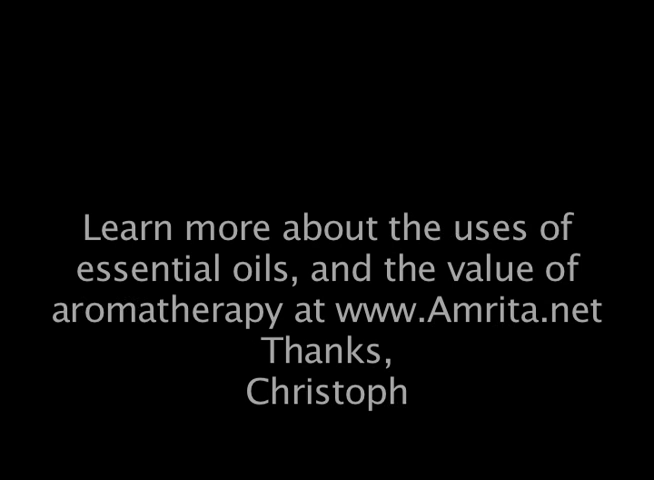 Learn more about the uses of
essential oils, and the value of
aromatherapy at www.Amrita.net
Thanks,
Christoph